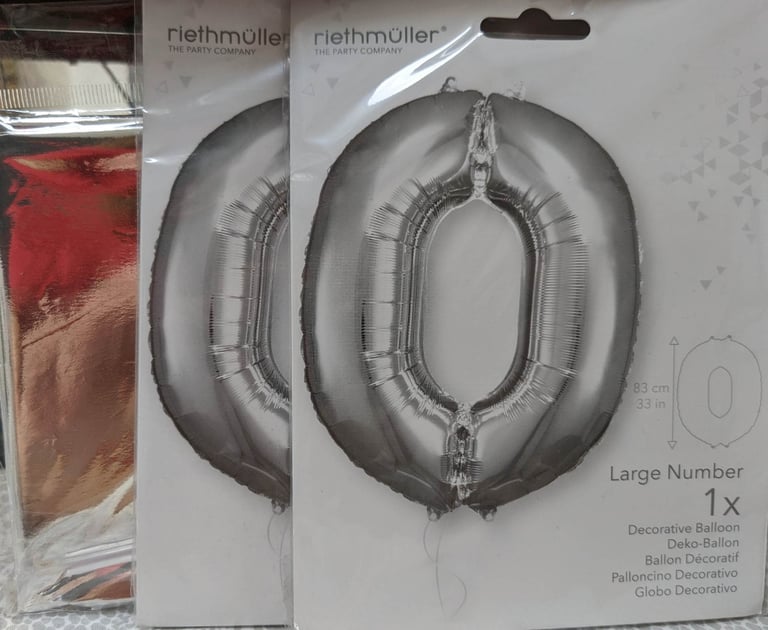 riethmüller
THE PARTY COMPANY
riethmüller®
THE PARTY COMPANY
0
83 cm
33 in
Large Number
1x
Decorative Balloon
Deko-Ballon
Ballon Décoratif
Palloncino Decorativo
Globo Decorativo